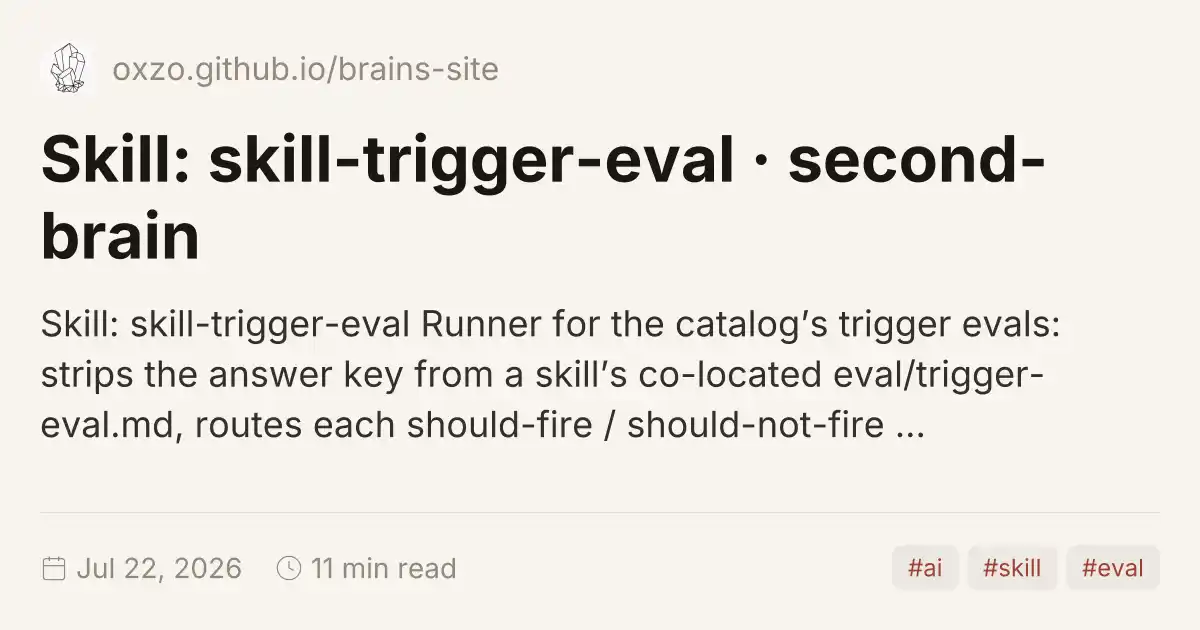 oxzo.github.io/brains-site
Skill: skill-trigger-eval · second-
brain
Skill: skill-trigger-eval Runner for the catalog’s trigger evals:
strips the answer key from a skill’s co-located eval/trigger-
eval.md, routes each should-fire / should-not-fire ...
Jul 22, 2026 11 min read #ai #skill #eval